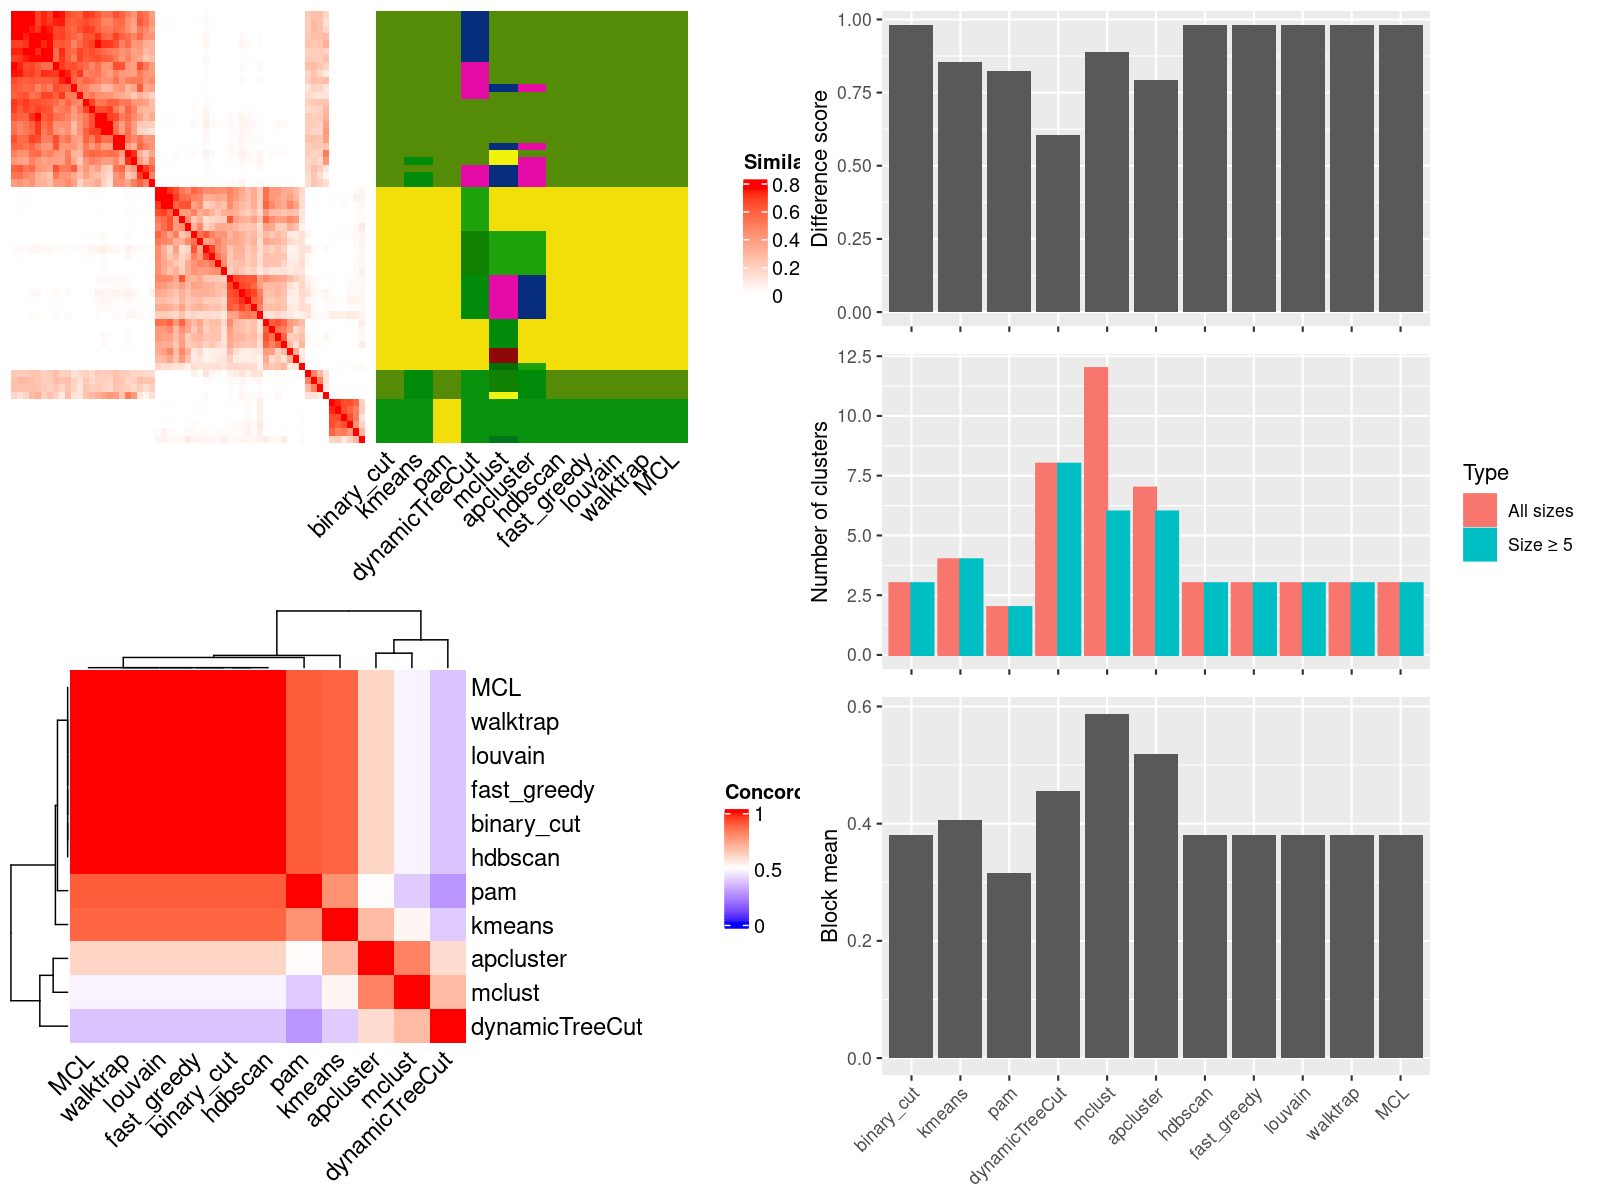 Simila
0.8
0.6
0.4
0.2
0
binary_cut
kmeans
pam
dynamicTreeCut
mclust
apcluster
hdbscan
fast_greedy
louvain
walktrap
MCL
MCL
walktrap
louvain
fast_greedy
binary_cut
hdbscan
pam
kmeans
apcluster
mclust
dynamicTreeCut
MCL
walktrap
louvain
fast_greedy
binary_cut
hdbscan
pam
kmeans
apcluster
mclust
dynamicTreeCut
Concord
1
0.5
0
Difference score
1.00
0.75
0.50
0.25
0.00
Number of clusters
12.5
10.0
7.5
5.0
2.5
0.0
Type
All sizes
Size ≥ 5
Block mean
0.6
0.4
0.2
0.0
binary_cut
kmeans
pam
dynamicTreeCut
mclust
apcluster
hdbscan
fast_greedy
louvain
walktrap
MCL